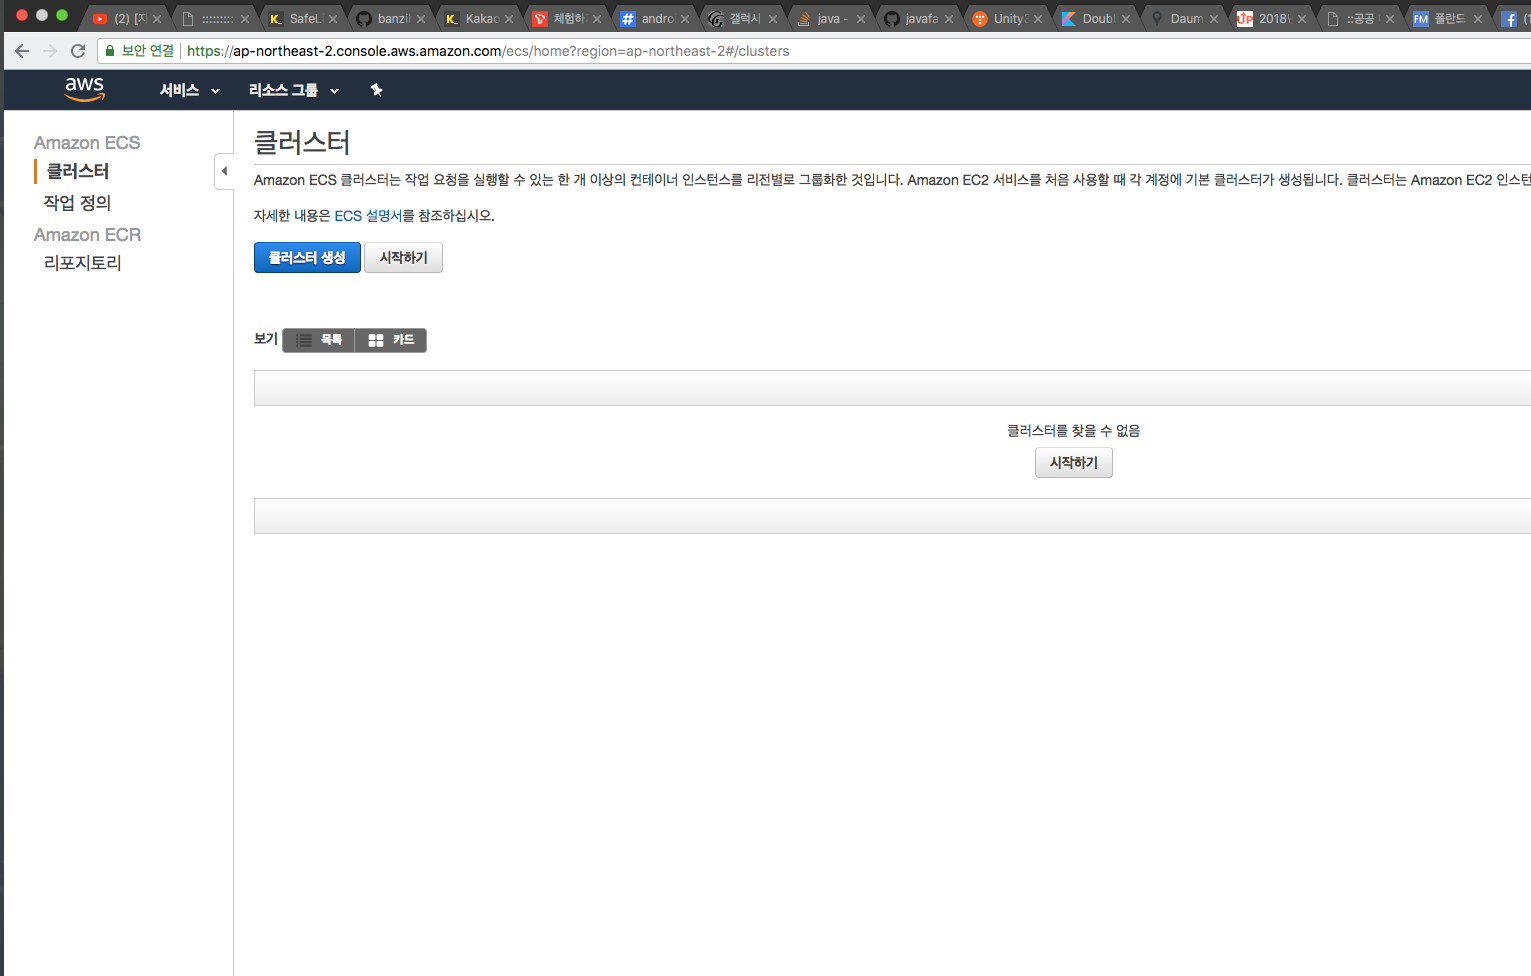 (2) [지
:::::::::
SafeL
banzi
Kakao
체험하
andro
갤럭시
java -
javafa
Unity3
Doubl
Daum
2018년
::공공
폴란드
보안 연결
https://ap-northeast-2.console.aws.amazon.com/ecs/home?region=ap-northeast-2#/clusters
aws
서비스
리소스 그룹
Amazon ECS
클러스터
작업 정의
Amazon ECR
리포지토리
클러스터
Amazon ECS 클러스터는 작업 요청을 실행할 수 있는 한 개 이상의 컨테이너 인스턴스를 리전별로 그룹화한 것입니다. Amazon EC2 서비스를 처음 사용할 때 각 계정에 기본 클러스터가 생성됩니다. 클러스터는 Amazon EC2 인스턴
자세한 내용은 ECS 설명서를 참조하십시오.
클러스터 생성
시작하기
보기
목록
카드
클러스터를 찾을 수 없음
시작하기